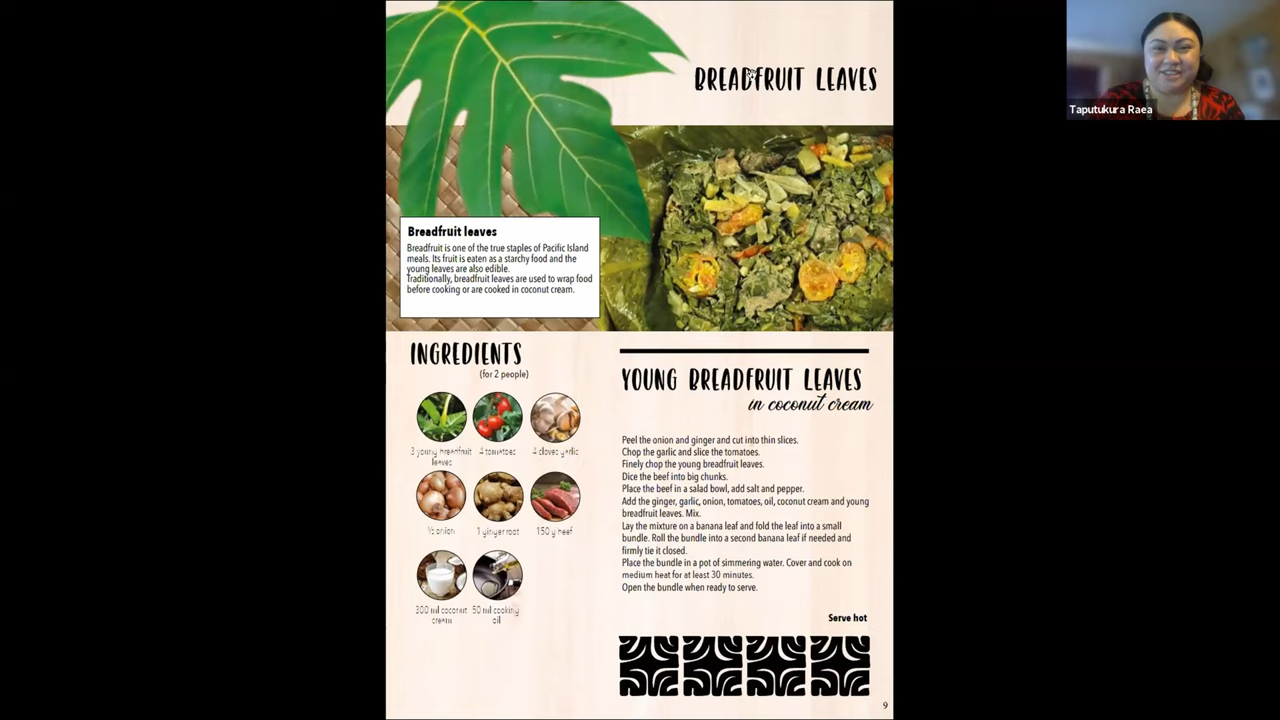 BREADFRUIT LEAVES
Taputukura Raea
Breadfruit leaves
Breadfruit is one of the true staples of Pacific Island
meals. Its fruit is eaten as a starchy food and the
young leaves are also edible.
Traditionally, breadfruit leaves are used to wrap food
before cooking or are cooked in coconut cream.
INGREDIENTS
(for 2 people)
3 young breadfruit
leaves
4 tomatoes
4 cloves garlic
½ onion
1 ginger root
150 g beef
300 ml coconut
cream
50 ml cooking
oil
YOUNG BREADFRUIT LEAVES
in coconut cream
Peel the onion and ginger and cut into thin slices.
Chop the garlic and slice the tomatoes.
Finely chop the young breadfruit leaves.
Dice the beef into big chunks.
Place the beef in a salad bowl, add salt and pepper.
Add the ginger, garlic, onion, tomatoes, oil, coconut cream and young
breadfruit leaves. Mix.
Lay the mixture on a banana leaf and fold the leaf into a small
bundle. Roll the bundle into a second banana leaf if needed and
firmly tie it closed.
Place the bundle in a pot of simmering water. Cover and cook on
medium heat for at least 30 minutes.
Open the bundle when ready to serve.
Serve hot
9